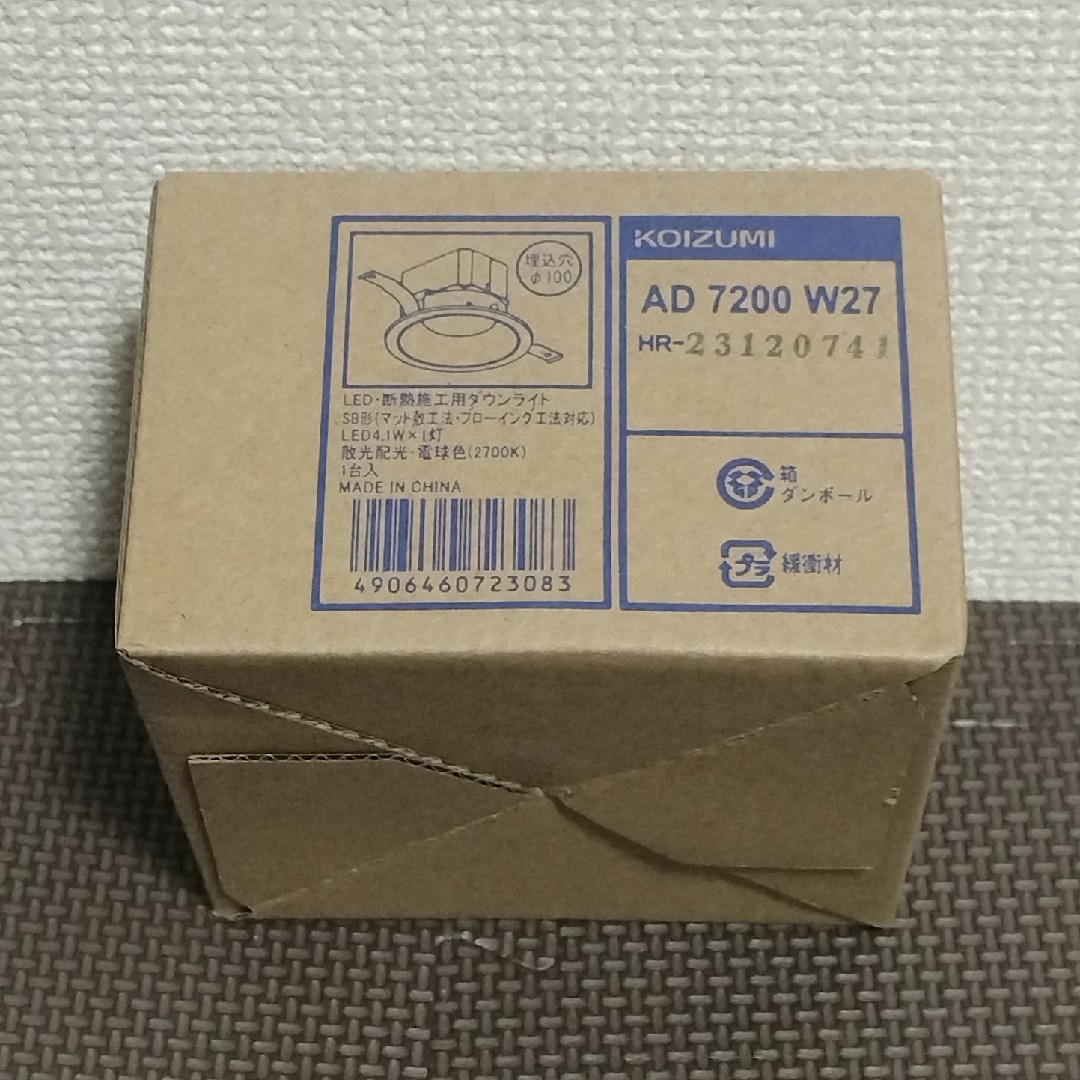 埋込穴
φ100
LED・断熱施工用ダウンライト
SB形(マット敷工法・ブローイング工法対応)
LED4.1W×1灯
散光配光・電球色(2700K)
1台入
MADE IN CHINA
4906460723083
KOIZUMI
AD 7200 W27
HR-23120741
箱
ダンボール
プラ
緩衝材